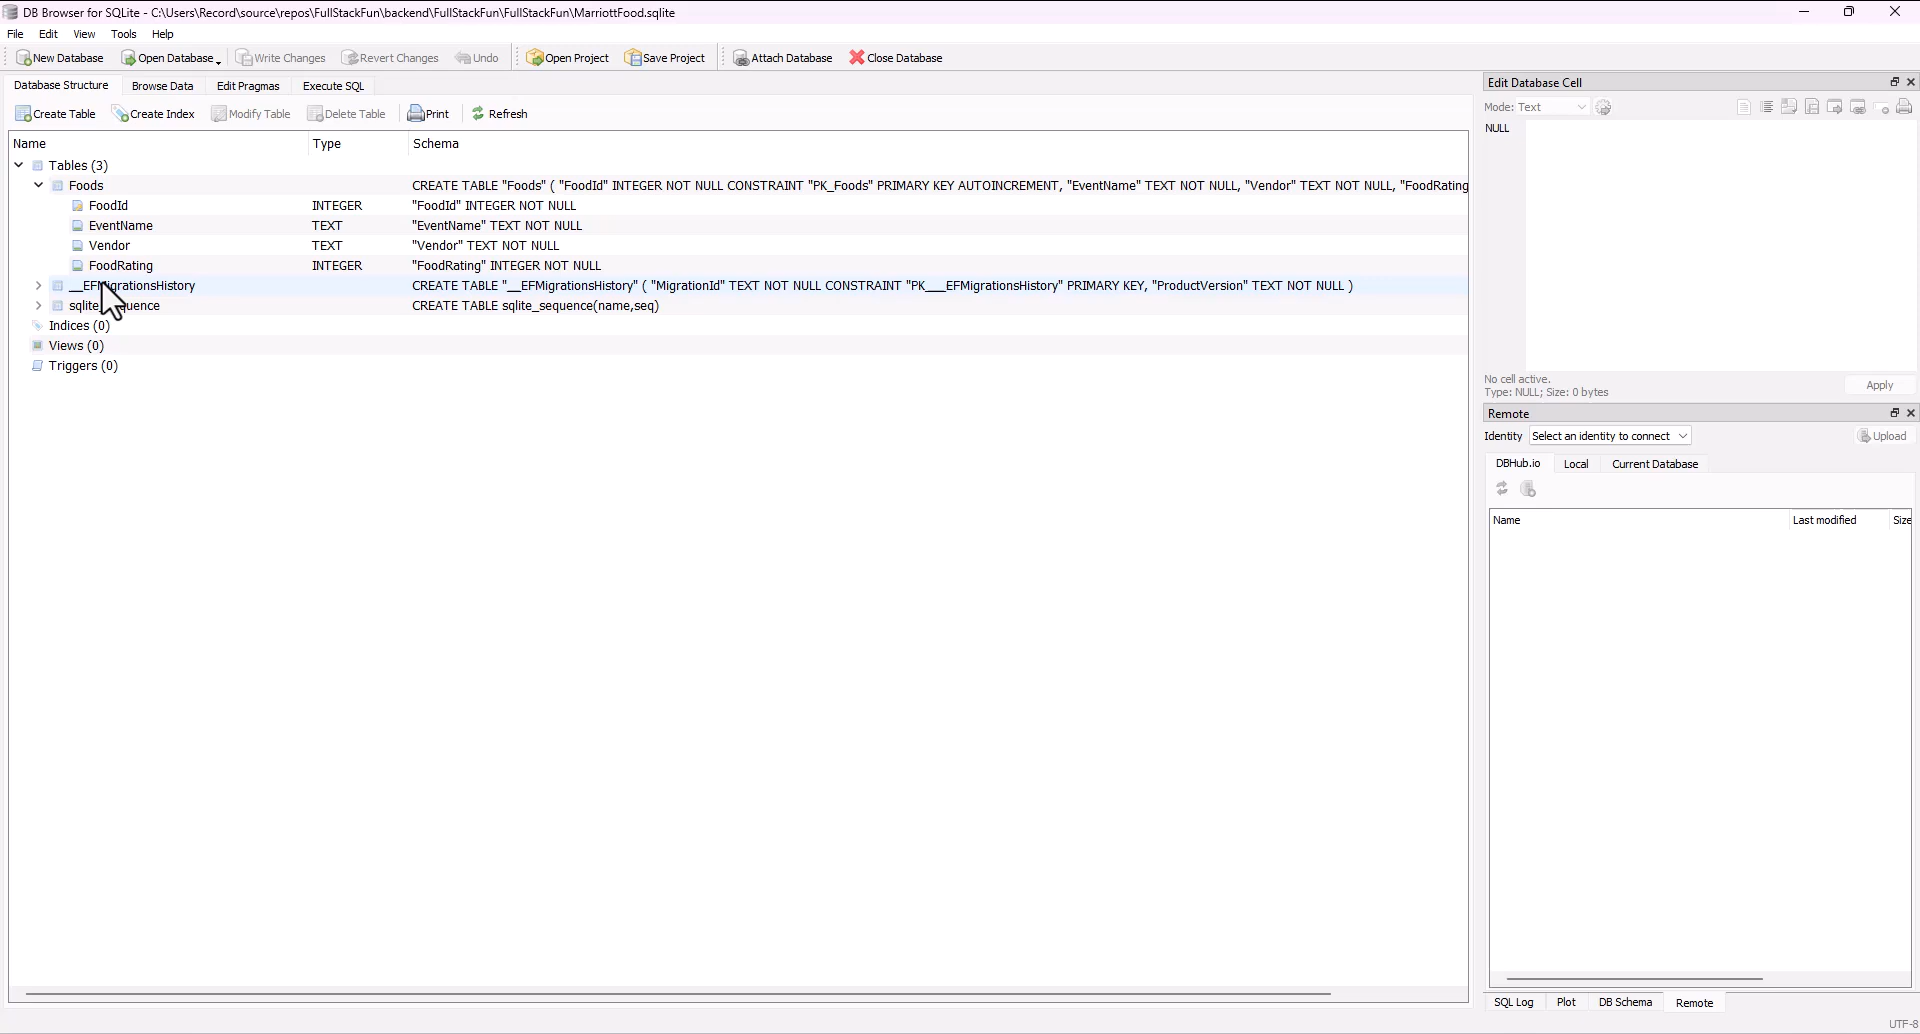 DB Browser for SQLite - C:\Users\Record\source\repos\FullStackFun\backend\FullStackFun\FullStackFun\MarriottFood.sqlite
File Edit View Tools Help
New Database Open Database Write Changes Revert Changes Undo Open Project Save Project Attach Database Close Database
Database Structure Browse Data Edit Pragmas Execute SQL
Create Table Create Index Modify Table Delete Table Print Refresh
Name Type Schema
Tables (3)
Foods CREATE TABLE "Foods" ( "FoodId" INTEGER NOT NULL CONSTRAINT "PK_Foods" PRIMARY KEY AUTOINCREMENT, "EventName" TEXT NOT NULL, "Vendor" TEXT NOT NULL, "FoodRating
FoodId INTEGER "FoodId" INTEGER NOT NULL
EventName TEXT "EventName" TEXT NOT NULL
Vendor TEXT "Vendor" TEXT NOT NULL
FoodRating INTEGER "FoodRating" INTEGER NOT NULL
__EFMigrationsHistory CREATE TABLE "__EFMigrationsHistory" ( "MigrationId" TEXT NOT NULL CONSTRAINT "PK___EFMigrationsHistory" PRIMARY KEY, "ProductVersion" TEXT NOT NULL )
sqlite_sequence CREATE TABLE sqlite_sequence(name,seq)
Indices (0)
Views (0)
Triggers (0)
Edit Database Cell
Mode: Text
NULL
No cell active.
Type: NULL; Size: 0 bytes
Apply
Remote
Identity Select an identity to connect Upload
DBHub.io Local Current Database
Name Last modified Size
SQL Log Plot DB Schema Remote
UTF-8